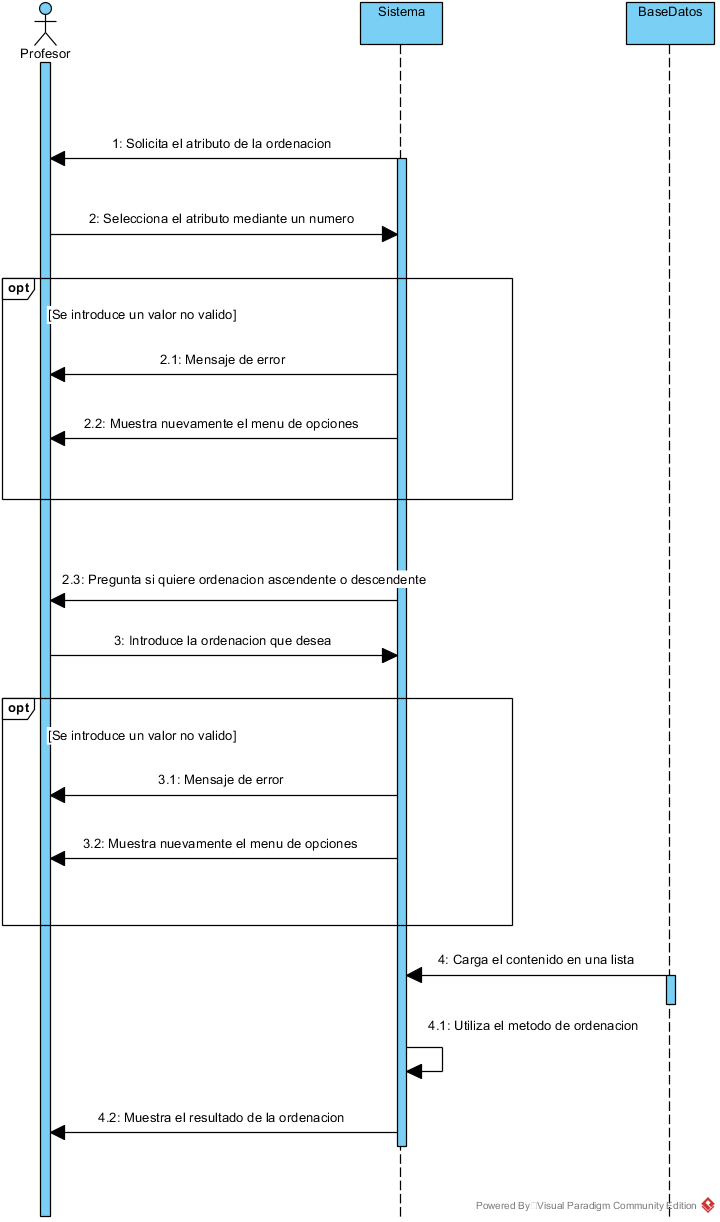 Profesor
Sistema
BaseDatos
1: Solicita el atributo de la ordenacion
2: Selecciona el atributo mediante un numero
opt
[Se introduce un valor no valido]
2.1: Mensaje de error
2.2: Muestra nuevamente el menu de opciones
2.3: Pregunta si quiere ordenacion ascendente o descendente
3: Introduce la ordenacion que desea
opt
[Se introduce un valor no valido]
3.1: Mensaje de error
3.2: Muestra nuevamente el menu de opciones
4: Carga el contenido en una lista
4.1: Utiliza el metodo de ordenacion
4.2: Muestra el resultado de la ordenacion
Powered By Visual Paradigm Community Edition